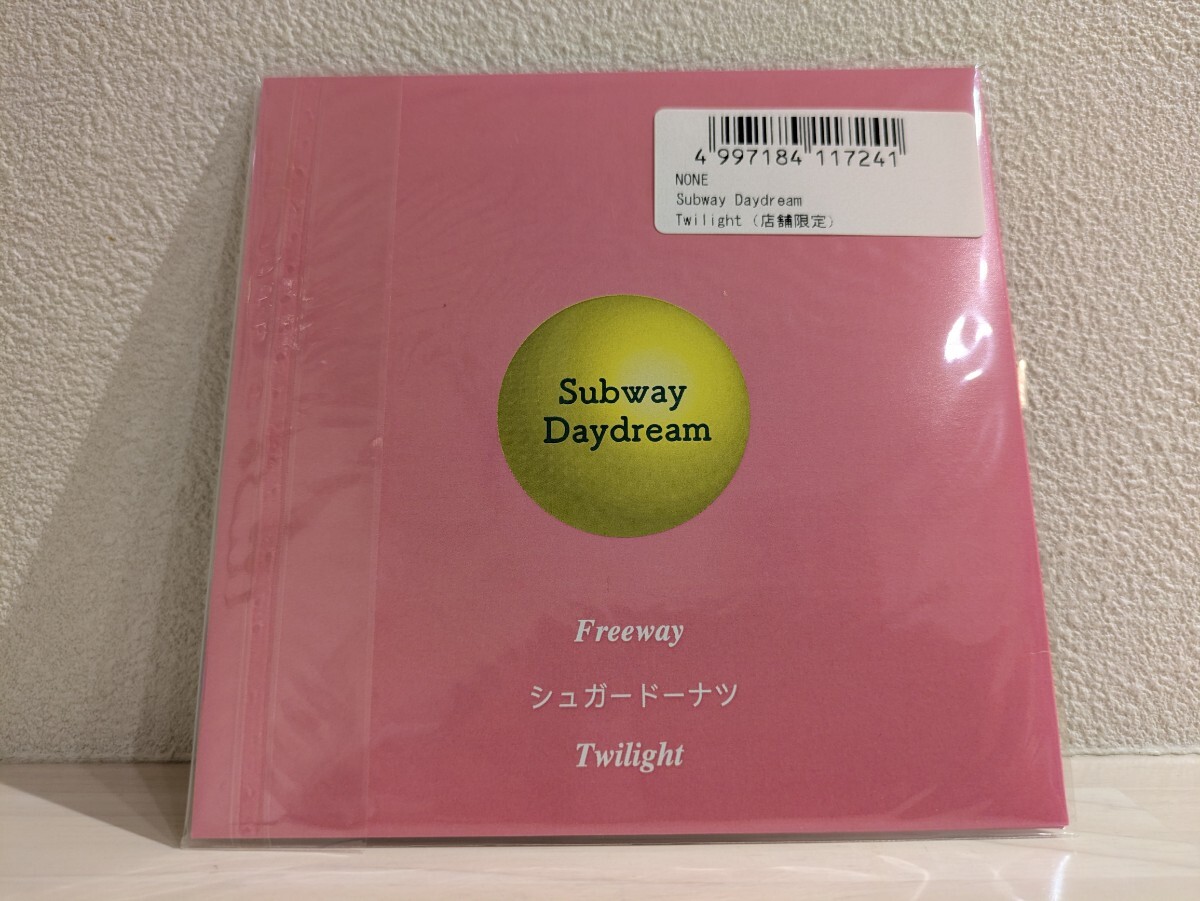 4 997184 117241
NONE
Subway Daydream
Twilight (店舗限定)
Subway
Daydream
Freeway
シュガードーナツ
Twilight